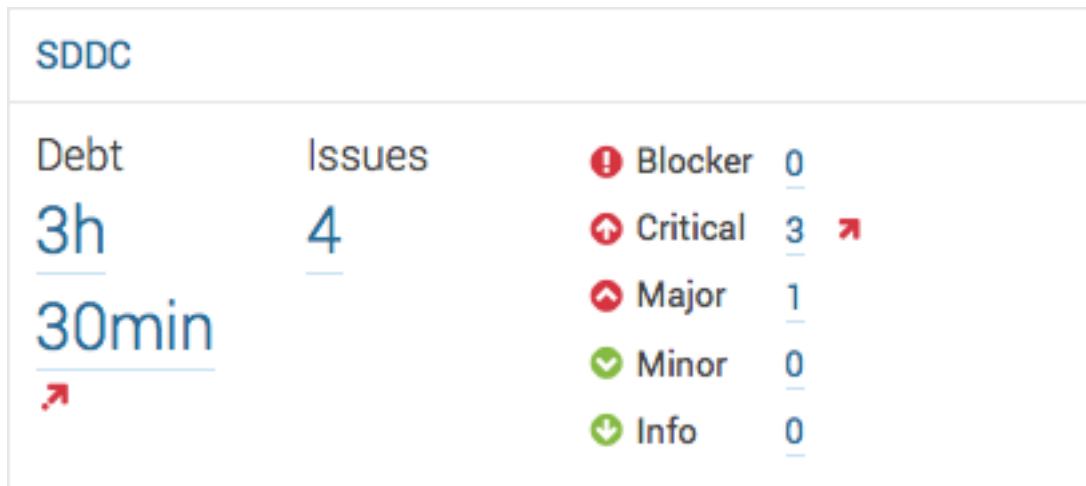 SDDC
Debt
3h
30min
Issues
4
Blocker 0
Critical 3
Major 1
Minor 0
Info 0